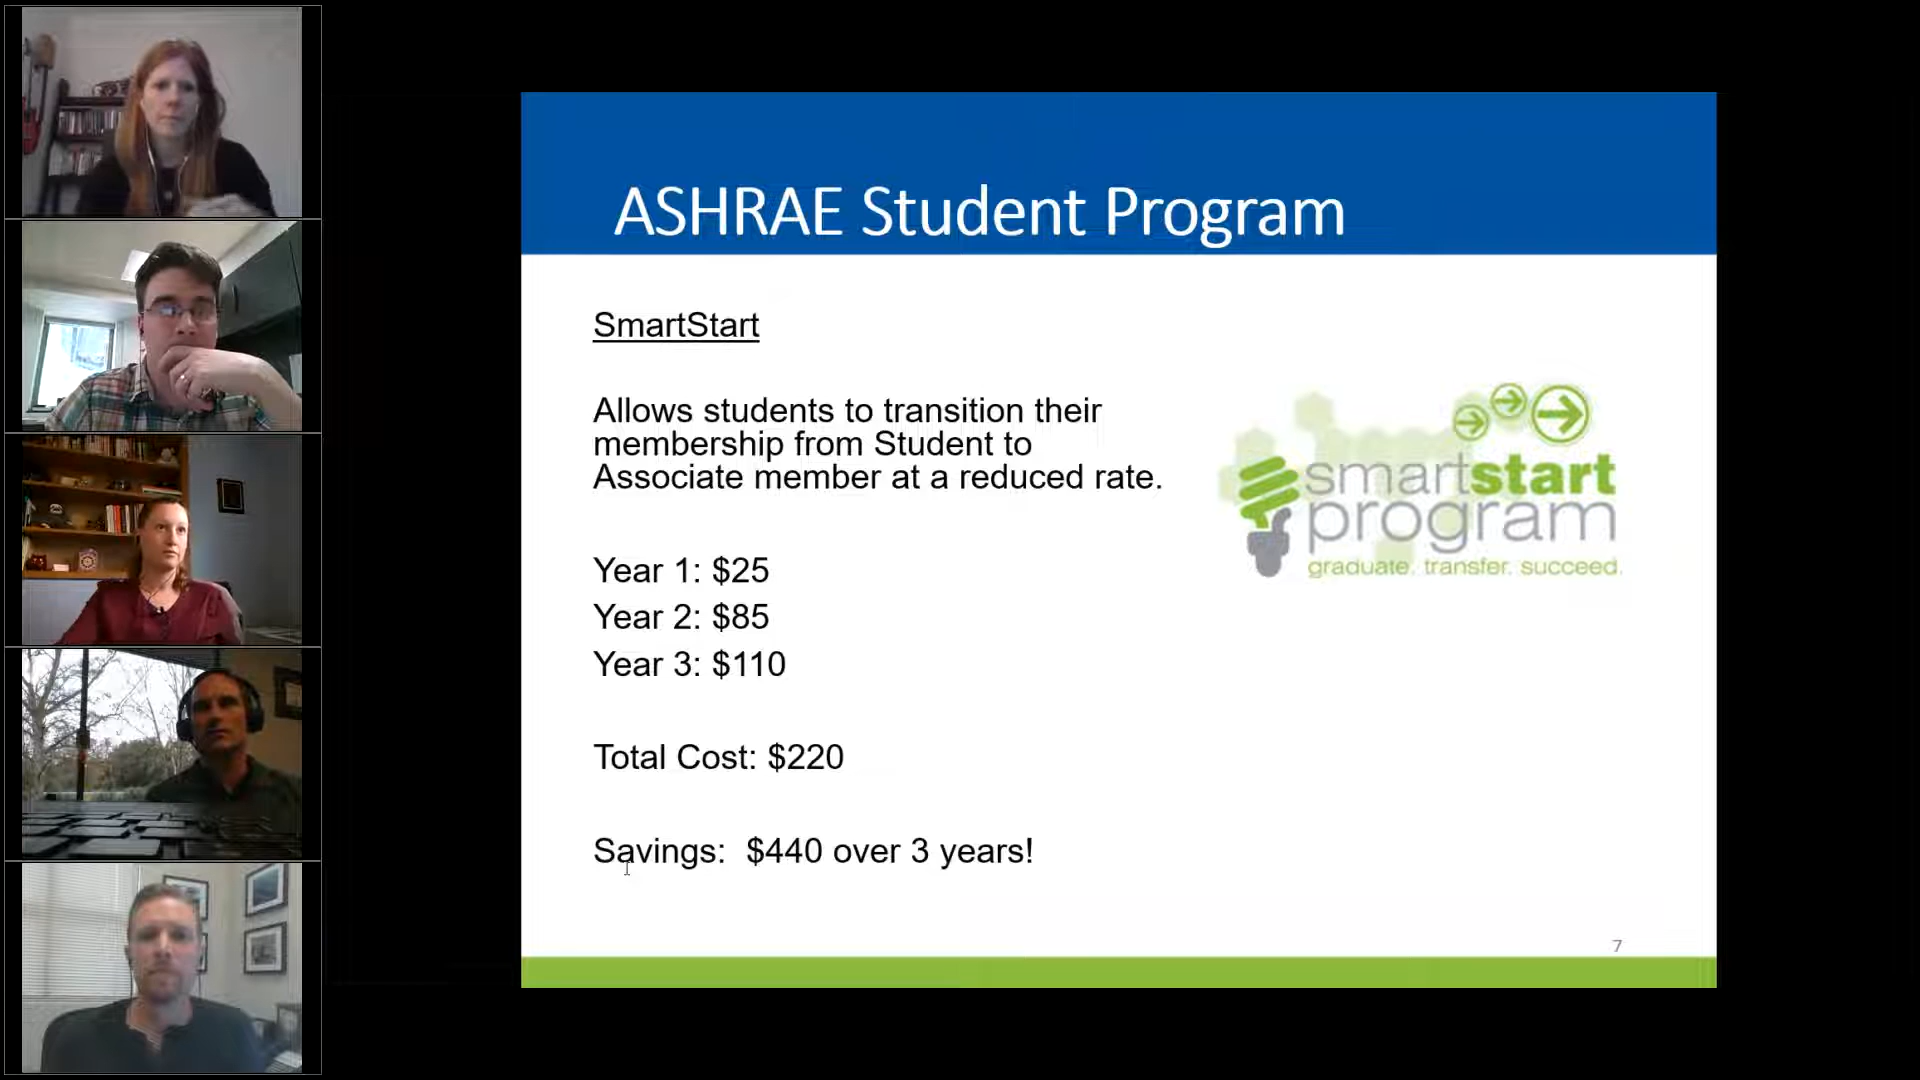 ASHRAE Student Program
SmartStart
Allows students to transition their
membership from Student to
Associate member at a reduced rate.
Year 1: $25
Year 2: $85
Year 3: $110
Total Cost: $220
Savings: $440 over 3 years!
smartstart
program
graduate. transfer. succeed.
7